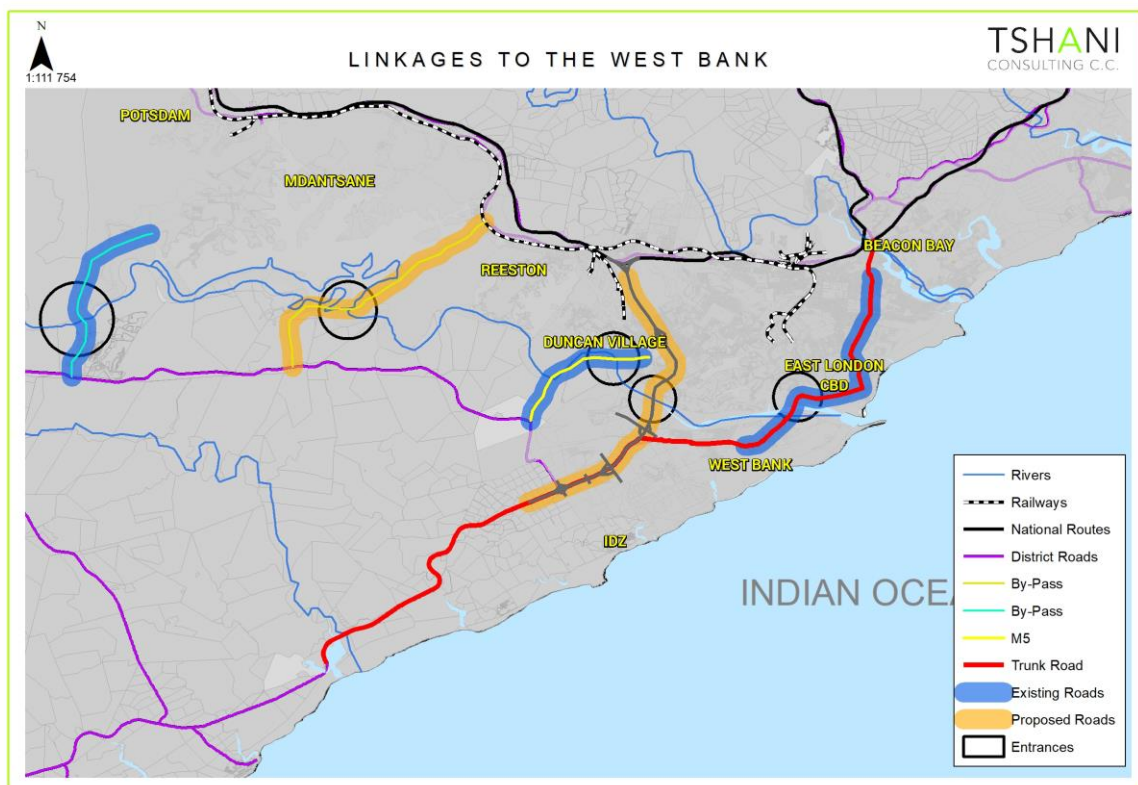 N
1:111 754
LINKAGES TO THE WEST BANK
TSHANI
CONSULTING C.C.
POTSDAM
MDANTSANE
REESTON
BEACON BAY
DUNCAN VILLAGE
EAST LONDON
CBD
WEST BANK
IDZ
INDIAN OCEA
Rivers
Railways
National Routes
District Roads
By-Pass
By-Pass
M5
Trunk Road
Existing Roads
Proposed Roads
Entrances